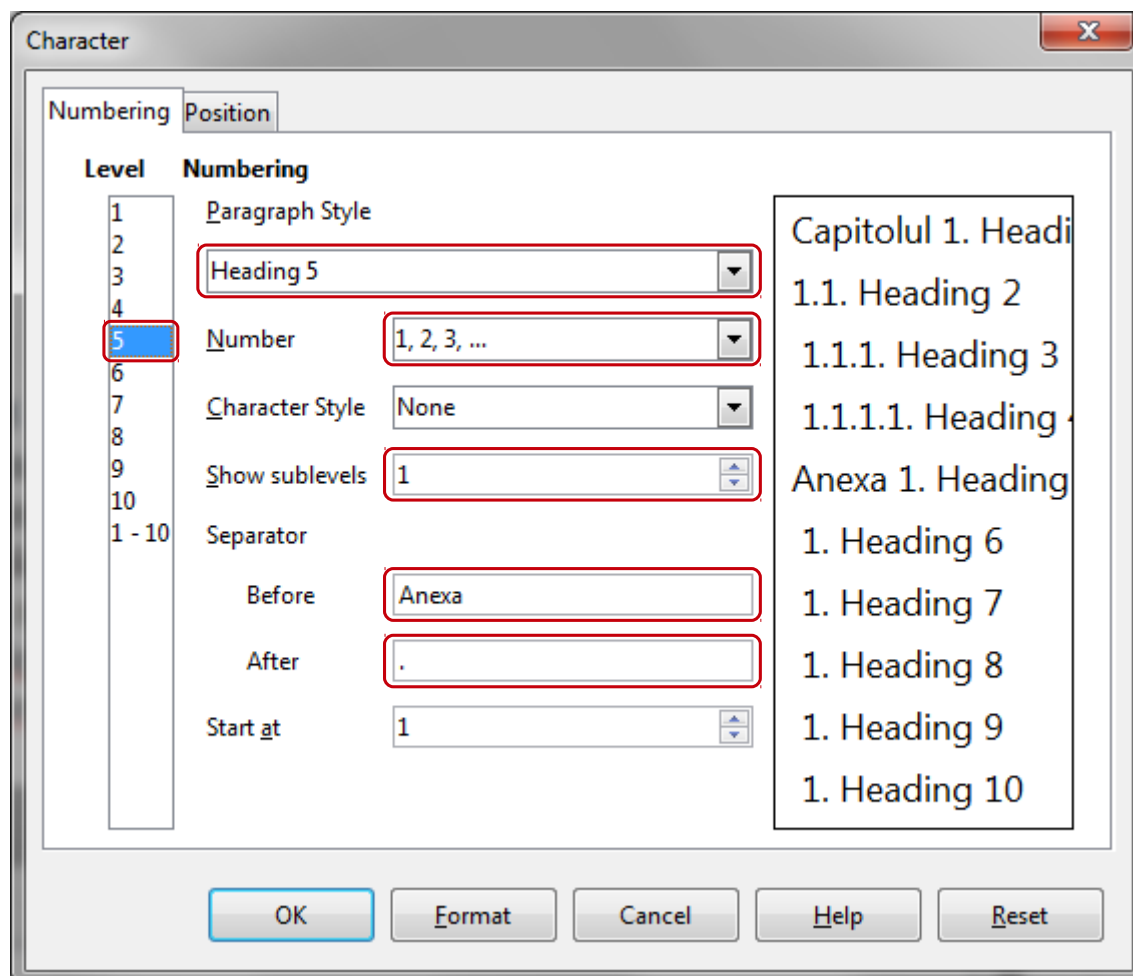 Character
Numbering Position
Level Numbering
1
2
3
4
5
6
7
8
9
10
1 - 10
Paragraph Style
Heading 5
Number 1, 2, 3, ...
Character Style None
Show sublevels 1
Separator
Before Anexa
After .
Start at 1
Capitolul 1. Headi
1.1. Heading 2
1.1.1. Heading 3
1.1.1.1. Heading
Anexa 1. Heading
1. Heading 6
1. Heading 7
1. Heading 8
1. Heading 9
1. Heading 10
OK Format Cancel Help Reset